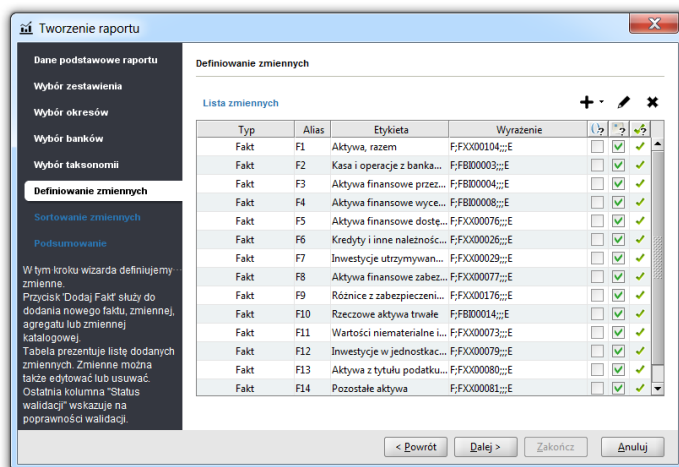 Tworzenie raportu
Dane podstawowe raportu
Wybór zestawienia
Wybór okresów
Wybór banków
Wybór taksonomii
Definiowanie zmiennych
Sortowanie zmiennych
Podsumowanie
W tym kroku wizarda definiujemy
zmienne.
Przycisk 'Dodaj Fakt' służy do
dodania nowego faktu, zmiennej,
agregatu lub zmiennej
katalogowej.
Tabela prezentuje listę dodanych
zmiennych. Zmienne można
także edytować lub usuwać.
Ostatnia kolumna "Status
walidacji" wskazuje na
poprawności walidacji.
Definiowanie zmiennych
Lista zmiennych
Typ Alias Etykieta Wyrażenie
Fakt F1 Aktywa, razem F;FXX00104;;;E
Fakt F2 Kasa i operacje z banka... F;FBI00003;;;E
Fakt F3 Aktywa finansowe przez... F;FBI00004;;;E
Fakt F4 Aktywa finansowe wyce... F;FBI00008;;;E
Fakt F5 Aktywa finansowe dostę... F;FXX00076;;;E
Fakt F6 Kredyty i inne należnośc... F;FXX00026;;;E
Fakt F7 Inwestycje utrzymywan... F;FXX00029;;;E
Fakt F8 Aktywa finansowe zabez... F;FXX00077;;;E
Fakt F9 Różnice z zabezpieczeni... F;FXX00176;;;E
Fakt F10 Rzeczowe aktywa trwałe F;FBI00014;;;E
Fakt F11 Wartości niematerialne i... F;FXX00073;;;E
Fakt F12 Inwestycje w jednostkac... F;FXX00079;;;E
Fakt F13 Aktywa z tytułu podatku... F;FXX00080;;;E
Fakt F14 Pozostałe aktywa F;FXX00081;;;E
< Powrót Dalej > Zakończ Anuluj